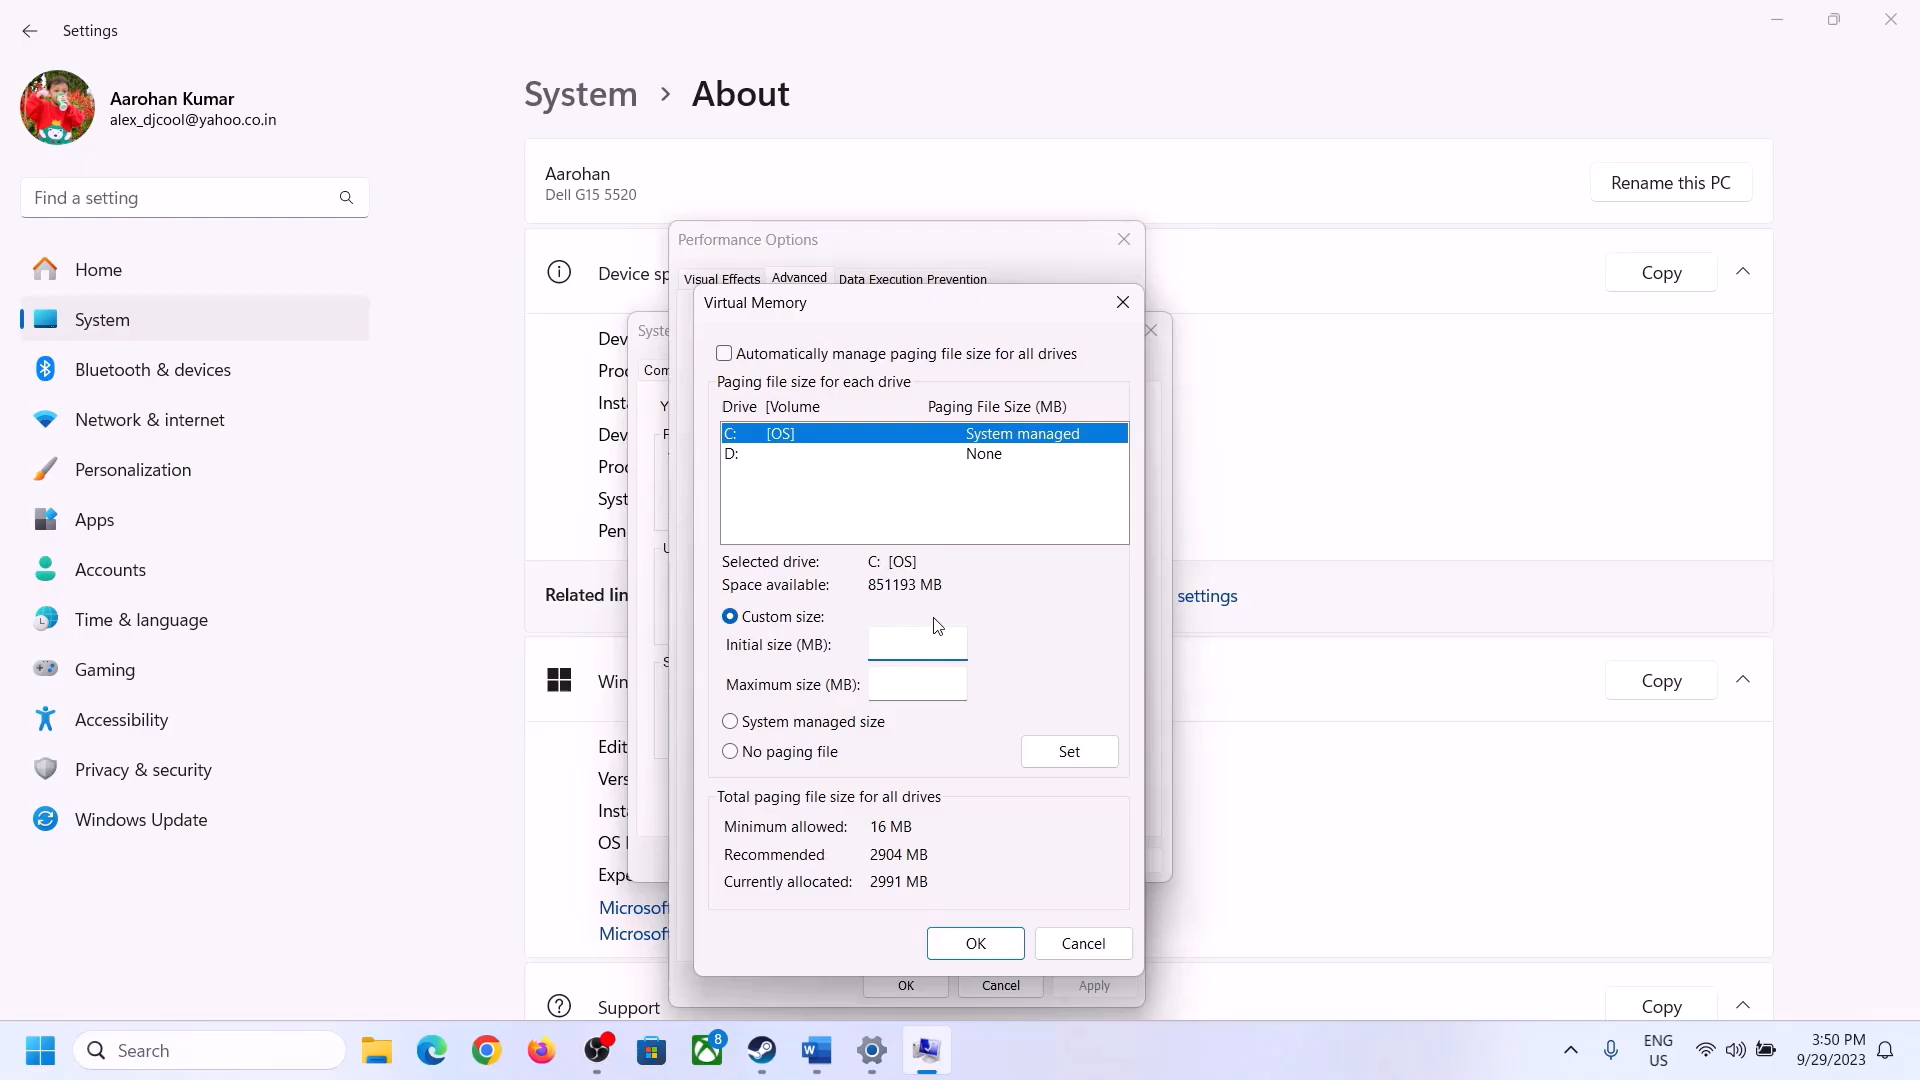 Settings
Aarohan Kumar
alex_djcool@yahoo.co.in
Find a setting
Home
System
Bluetooth & devices
Network & internet
Personalization
Apps
Accounts
Time & language
Gaming
Accessibility
Privacy & security
Windows Update
System > About
Aarohan
Dell G15 5520
Rename this PC
Device sp
Copy
Related lin
settings
Copy
Microsoft
Microsoft
Support
Copy
Performance Options
Visual Effects Advanced Data Execution Prevention
Virtual Memory
Automatically manage paging file size for all drives
Paging file size for each drive
Drive [Volume Paging File Size (MB)
C: [OS] System managed
D: None
Selected drive: C: [OS]
Space available: 851193 MB
Custom size:
Initial size (MB):
Maximum size (MB):
System managed size
No paging file
Set
Total paging file size for all drives
Minimum allowed: 16 MB
Recommended 2904 MB
Currently allocated: 2991 MB
OK Cancel
OK Cancel Apply
Search
8
ENG
US
3:50 PM
9/29/2023